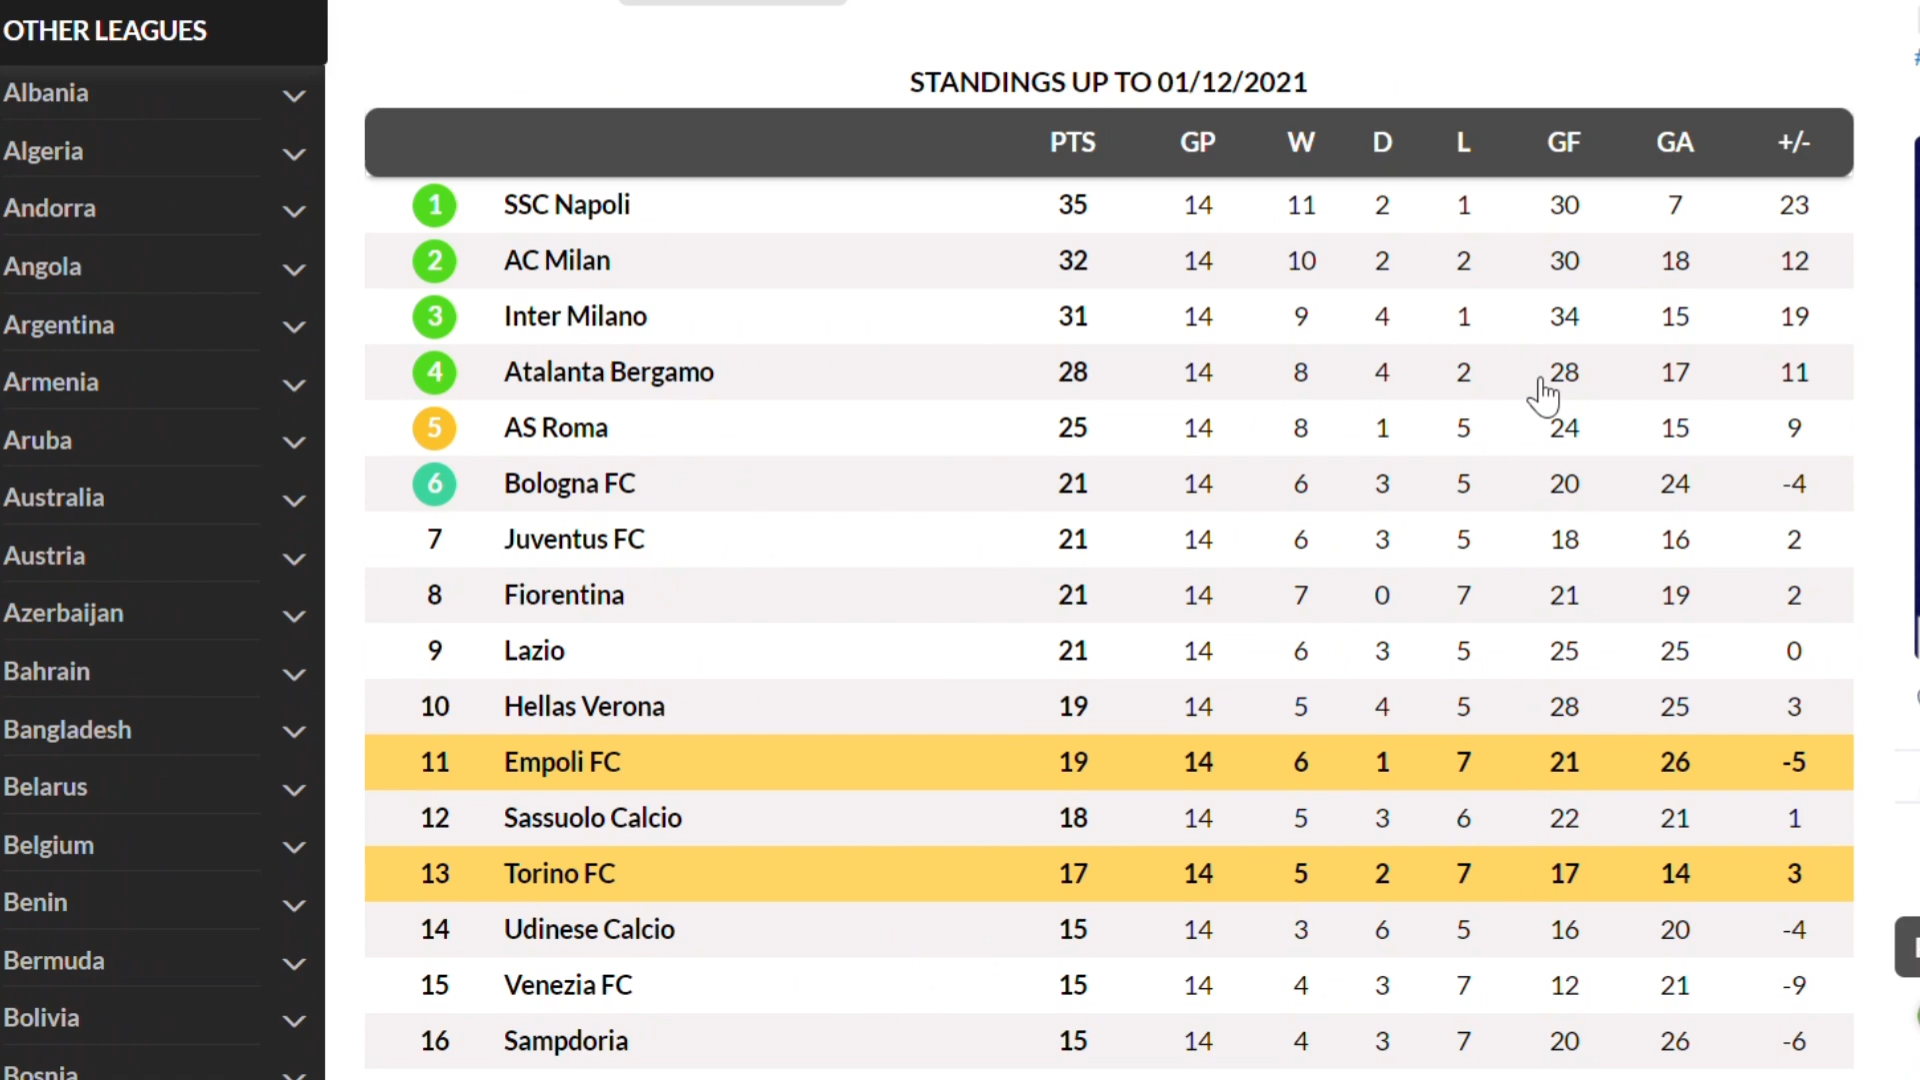 OTHER LEAGUES
Albania
Algeria
Andorra
Angola
Argentina
Armenia
Aruba
Australia
Austria
Azerbaijan
Bahrain
Bangladesh
Belarus
Belgium
Benin
Bermuda
Bolivia
Bosnia
STANDINGS UP TO 01/12/2021
PTS GP W D L GF GA +/-
1 SSC Napoli 35 14 11 2 1 30 7 23
2 AC Milan 32 14 10 2 2 30 18 12
3 Inter Milano 31 14 9 4 1 34 15 19
4 Atalanta Bergamo 28 14 8 4 2 28 17 11
5 AS Roma 25 14 8 1 5 24 15 9
6 Bologna FC 21 14 6 3 5 20 24 -4
7 Juventus FC 21 14 6 3 5 18 16 2
8 Fiorentina 21 14 7 0 7 21 19 2
9 Lazio 21 14 6 3 5 25 25 0
10 Hellas Verona 19 14 5 4 5 28 25 3
11 Empoli FC 19 14 6 1 7 21 26 -5
12 Sassuolo Calcio 18 14 5 3 6 22 21 1
13 Torino FC 17 14 5 2 7 17 14 3
14 Udinese Calcio 15 14 3 6 5 16 20 -4
15 Venezia FC 15 14 4 3 7 12 21 -9
16 Sampdoria 15 14 4 3 7 20 26 -6